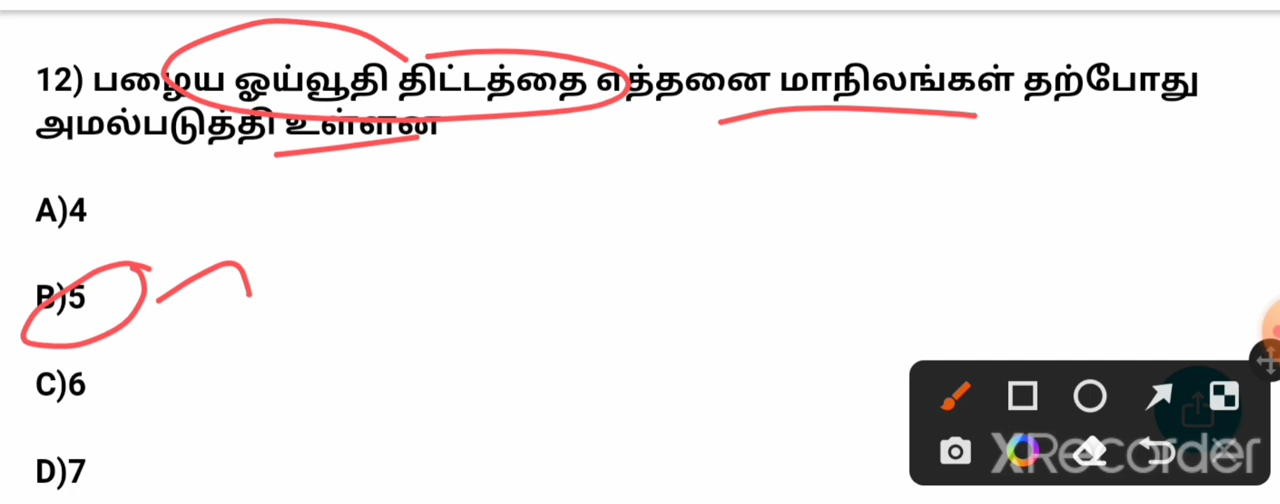 12) பழைய ஓய்வூதி திட்டத்தை எத்தனை மாநிலங்கள் தற்போது
அமல்படுத்தி உள்ளன
A)4
B)5
C)6
D)7
XRecorder